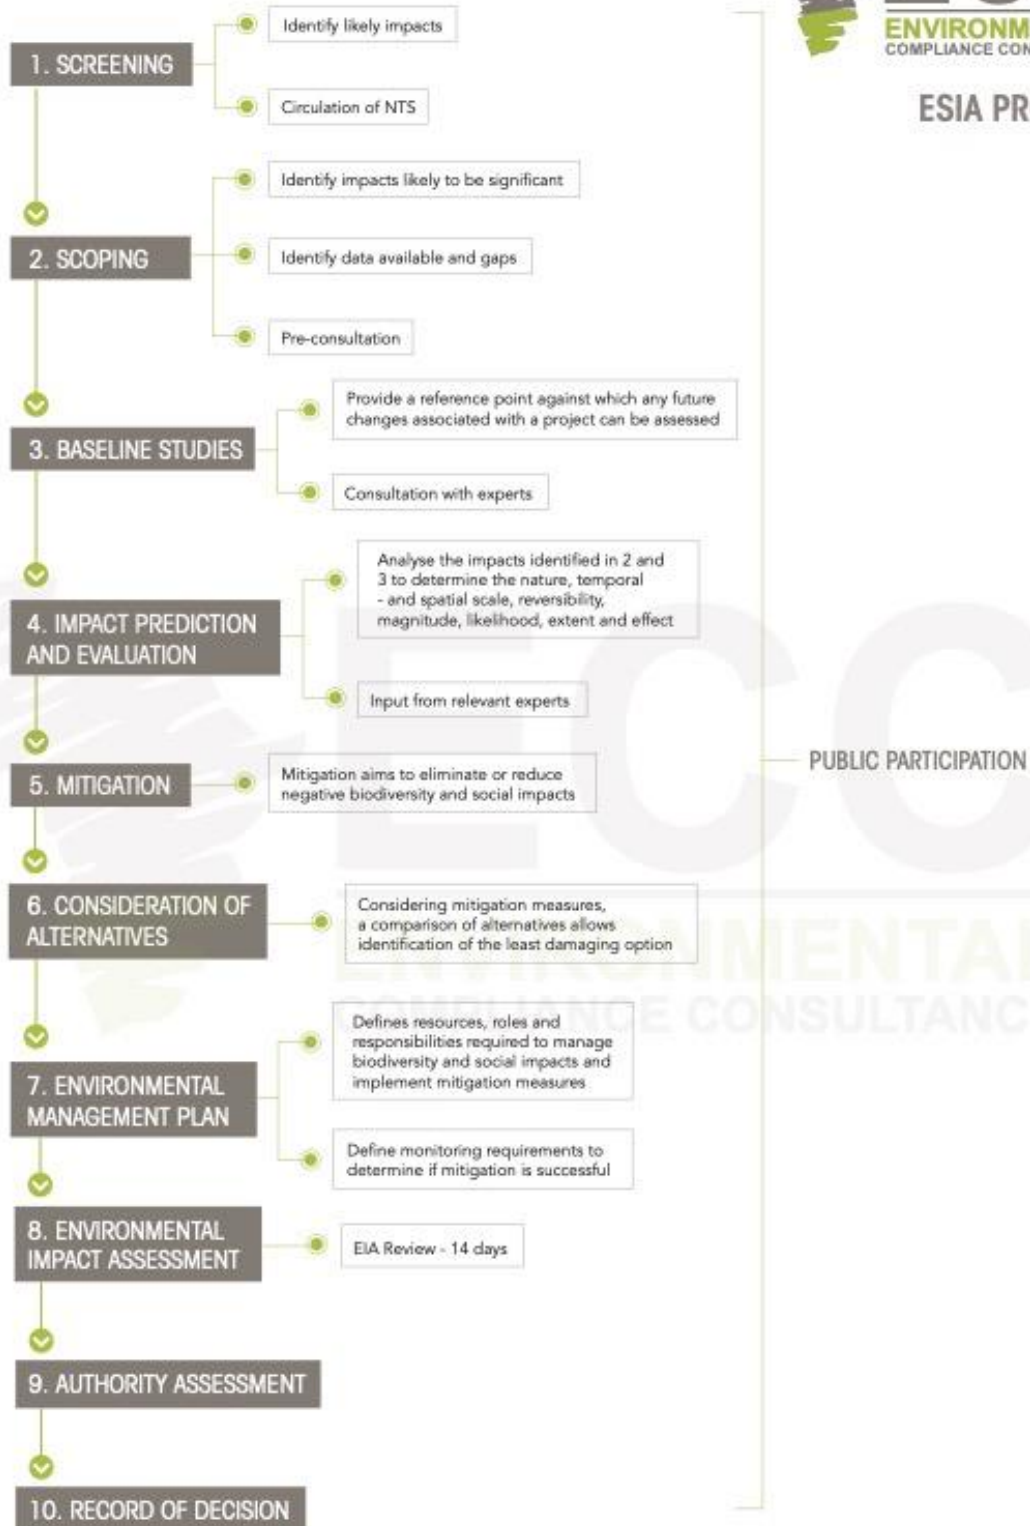 ENVIRONM
COMPLIANCE CON
ESIA PR
1. SCREENING
Identify likely impacts
Circulation of NTS
2. SCOPING
Identify impacts likely to be significant
Identify data available and gaps
Pre-consultation
3. BASELINE STUDIES
Provide a reference point against which any future
changes associated with a project can be assessed
Consultation with experts
4. IMPACT PREDICTION
AND EVALUATION
Analyse the impacts identified in 2 and
3 to determine the nature, temporal
- and spatial scale, reversibility,
magnitude, likelihood, extent and effect
Input from relevant experts
5. MITIGATION
Mitigation aims to eliminate or reduce
negative biodiversity and social impacts
PUBLIC PARTICIPATION
6. CONSIDERATION OF
ALTERNATIVES
Considering mitigation measures,
a comparison of alternatives allows
identification of the least damaging option
7. ENVIRONMENTAL
MANAGEMENT PLAN
Defines resources, roles and
responsibilities required to manage
biodiversity and social impacts and
implement mitigation measures
Define monitoring requirements to
determine if mitigation is successful
8. ENVIRONMENTAL
IMPACT ASSESSMENT
EIA Review - 14 days
9. AUTHORITY ASSESSMENT
10. RECORD OF DECISION
ECC
ENVIRONMENTAL
COMPLIANCE CONSULTANC